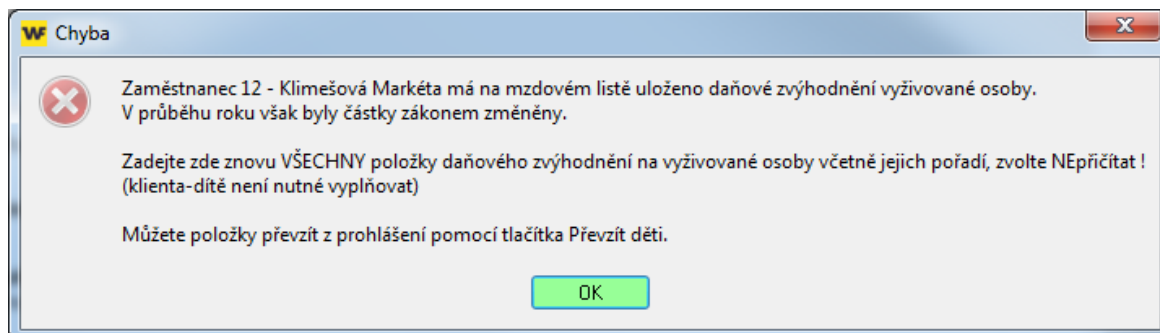 WF Chyba
Zaměstnanec 12 - Klimešová Markéta má na mzdovém listě uloženo daňové zvýhodnění vyživované osoby.
V průběhu roku však byly částky zákonem změněny.
Zadejte zde znovu VŠECHNY položky daňového zvýhodnění na vyživované osoby včetně jejich pořadí, zvolte NEpřičítat !
(klienta-dítě není nutné vyplňovat)
Můžete položky převzít z prohlášení pomocí tlačítka Převzít děti.
OK